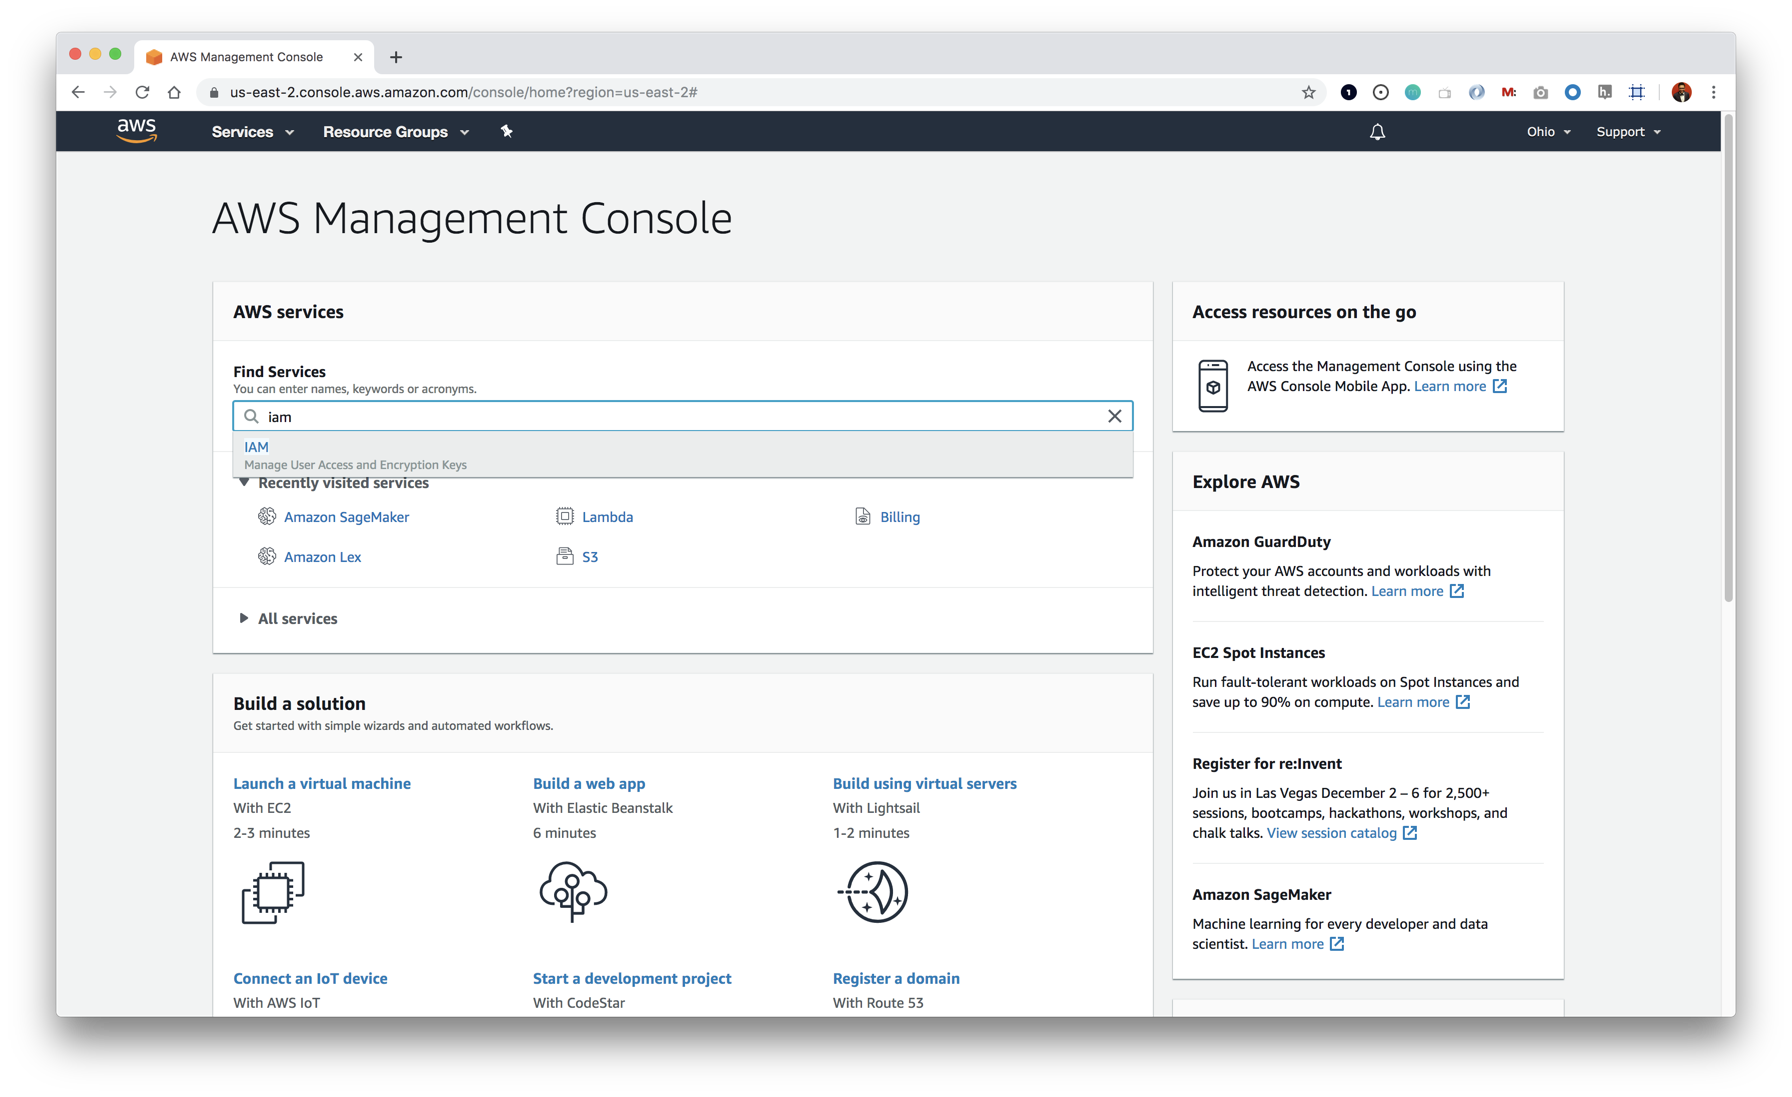 AWS Management Console
us-east-2.console.aws.amazon.com/console/home?region=us-east-2#
aws
Services
Resource Groups
Ohio
Support
AWS Management Console
AWS services
Find Services
You can enter names, keywords or acronyms.
iam
IAM
Manage User Access and Encryption Keys
Recently visited services
Amazon SageMaker
Lambda
Billing
Amazon Lex
S3
All services
Build a solution
Get started with simple wizards and automated workflows.
Launch a virtual machine
With EC2
2-3 minutes
Build a web app
With Elastic Beanstalk
6 minutes
Build using virtual servers
With Lightsail
1-2 minutes
Connect an IoT device
With AWS IoT
Start a development project
With CodeStar
Register a domain
With Route 53
Access resources on the go
Access the Management Console using the
AWS Console Mobile App. Learn more
Explore AWS
Amazon GuardDuty
Protect your AWS accounts and workloads with
intelligent threat detection. Learn more
EC2 Spot Instances
Run fault-tolerant workloads on Spot Instances and
save up to 90% on compute. Learn more
Register for re:Invent
Join us in Las Vegas December 2 – 6 for 2,500+
sessions, bootcamps, hackathons, workshops, and
chalk talks. View session catalog
Amazon SageMaker
Machine learning for every developer and data
scientist. Learn more